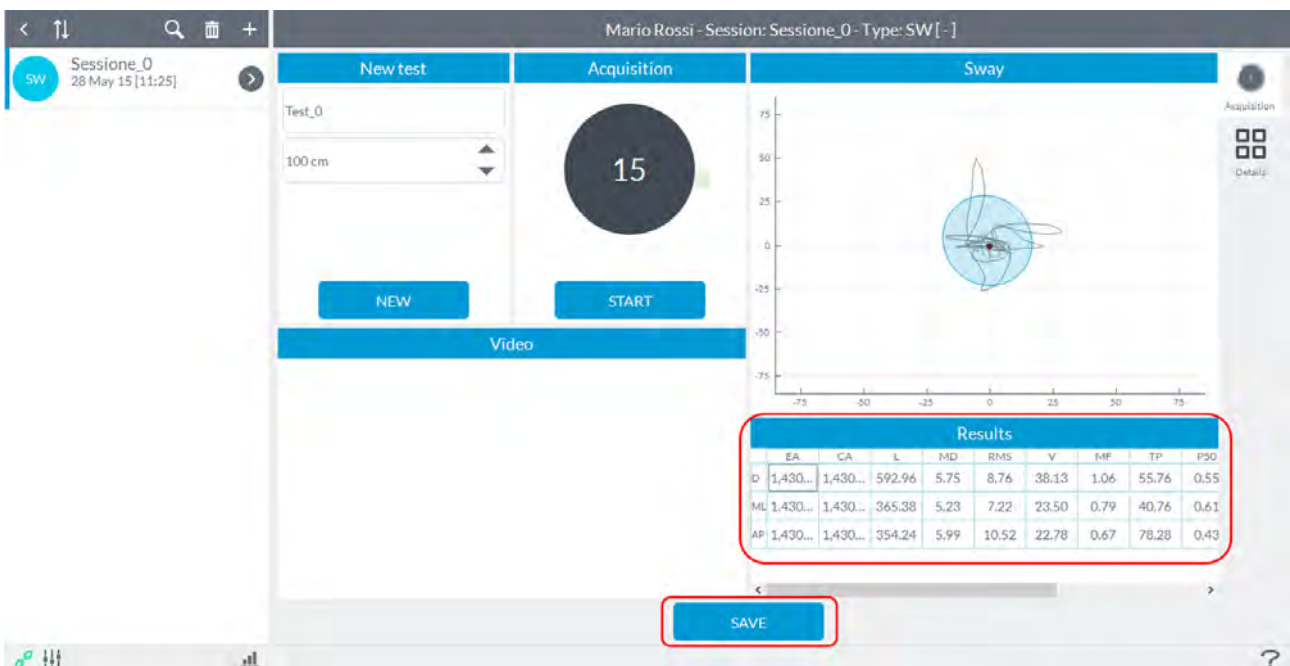 Mario Rossi - Session: Sessione_0 - Type: SW [ - ]
SW
Sessione_0
28 May 15 [11:25]
New test
Test_0
100 cm
NEW
Acquisition
15
START
Video
Sway
75
50
25
0
-25
-50
-75
-75 -50 -25 0 25 50 75
Acquisition
Details
Results
EA CA L MD RMS V MF TP P50
D 1,430... 1,430... 592.96 5.75 8.76 38.13 1.06 55.76 0.55
ML 1,430... 1,430... 365.38 5.23 7.22 23.50 0.79 40.76 0.61
AP 1,430... 1,430... 354.24 5.99 10.52 22.78 0.67 78.28 0.43
SAVE
?